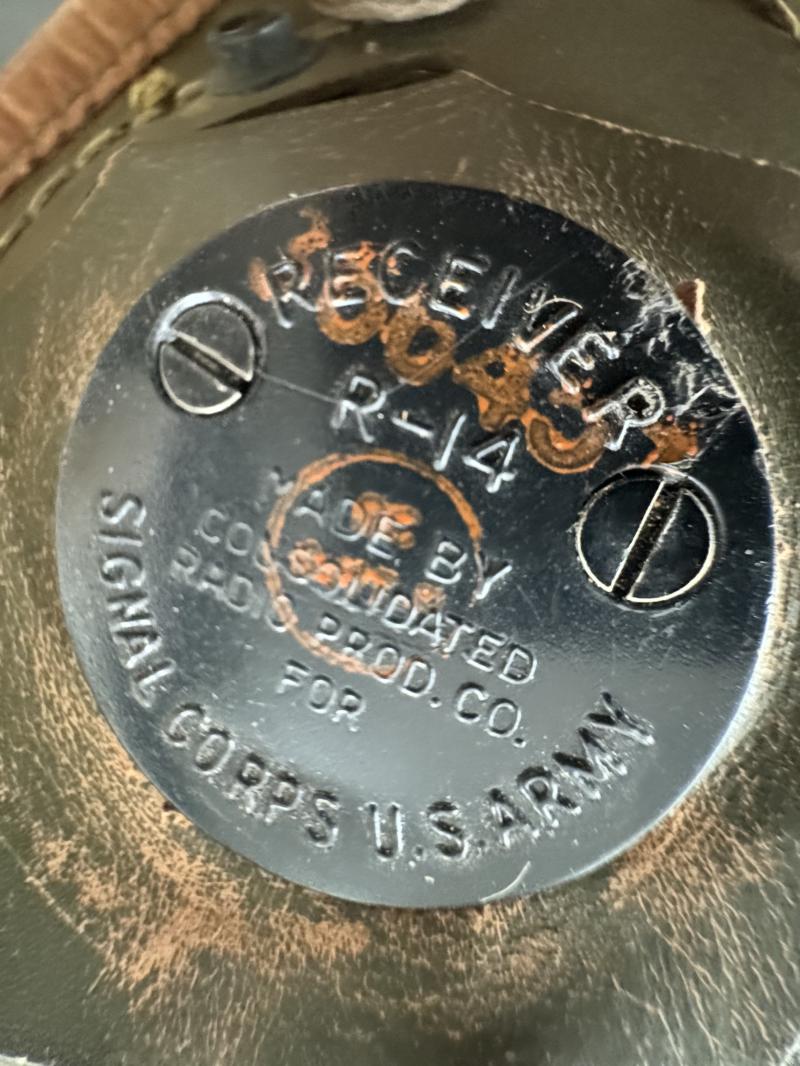 RECEIVER
R-14
MADE BY
CONSOLIDATED
RADIO PROD. CO.
FOR
SIGNAL CORPS U.S. ARMY